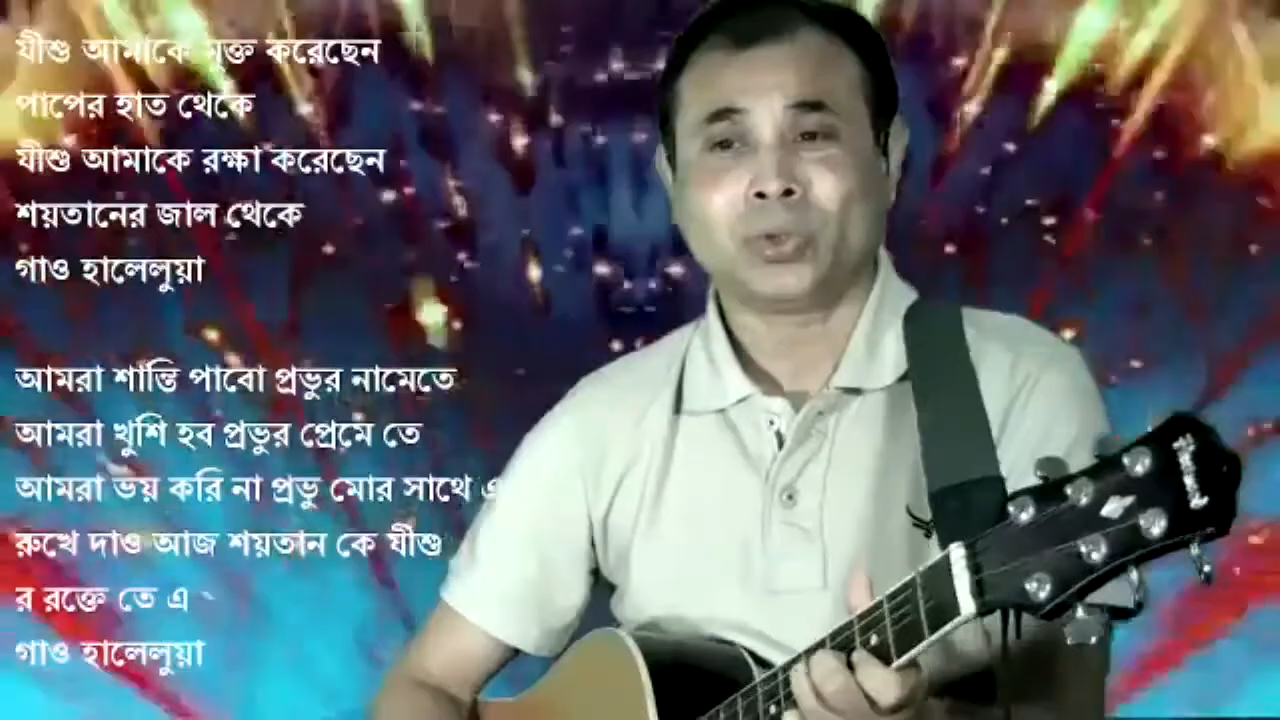 যীশু আমাকে মুক্ত করেছেন
পাপের হাত থেকে
যীশু আমাকে রক্ষা করেছেন
শয়তানের জাল থেকে
গাও হালেলুয়া
আমরা শান্তি পাবো প্রভুর নামেতে
আমরা খুশি হব প্রভুর প্রেমে তে
আমরা ভয় করি না প্রভু মোর সাথে এ
রুখে দাও আজ শয়তান কে যীশু
র রক্তে তে এ
গাও হালেলুয়া